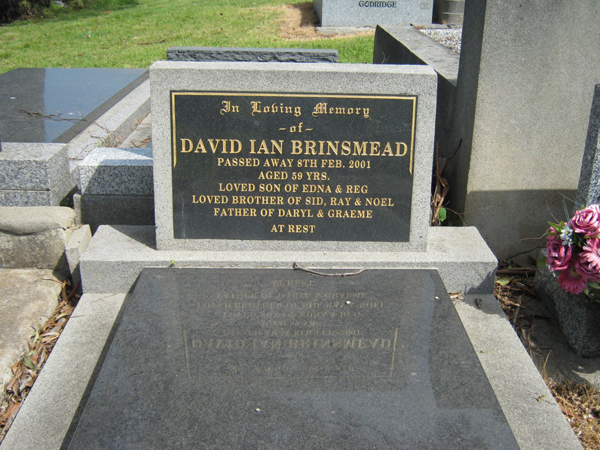 GODRIDGE
In Loving Memory
~of~
DAVID IAN BRINSMEAD
PASSED AWAY 8TH FEB. 2001
AGED 59 YRS.
LOVED SON OF EDNA & REG
LOVED BROTHER OF SID, RAY & NOEL
FATHER OF DARYL & GRAEME
AT REST